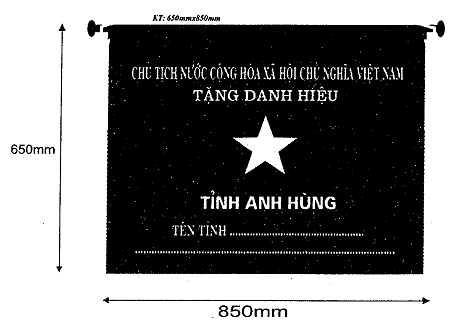 KT: 650mmx850mm
CHỦ TỊCH NƯỚC CỘNG HÒA XÃ HỘI CHỦ NGHĨA VIỆT NAM
TẶNG DANH HIỆU
650mm
TỈNH ANH HÙNG
TÊN TỈNH ................................
................................................................
850mm